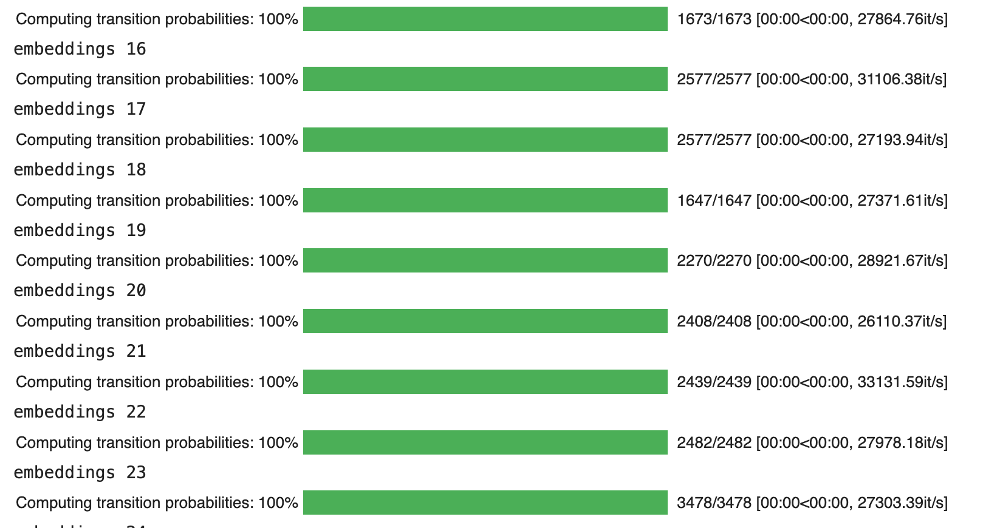 Computing transition probabilities: 100% 1673/1673 [00:00<00:00, 27864.76it/s]
embeddings 16
Computing transition probabilities: 100% 2577/2577 [00:00<00:00, 31106.38it/s]
embeddings 17
Computing transition probabilities: 100% 2577/2577 [00:00<00:00, 27193.94it/s]
embeddings 18
Computing transition probabilities: 100% 1647/1647 [00:00<00:00, 27371.61it/s]
embeddings 19
Computing transition probabilities: 100% 2270/2270 [00:00<00:00, 28921.67it/s]
embeddings 20
Computing transition probabilities: 100% 2408/2408 [00:00<00:00, 26110.37it/s]
embeddings 21
Computing transition probabilities: 100% 2439/2439 [00:00<00:00, 33131.59it/s]
embeddings 22
Computing transition probabilities: 100% 2482/2482 [00:00<00:00, 27978.18it/s]
embeddings 23
Computing transition probabilities: 100% 3478/3478 [00:00<00:00, 27303.39it/s]